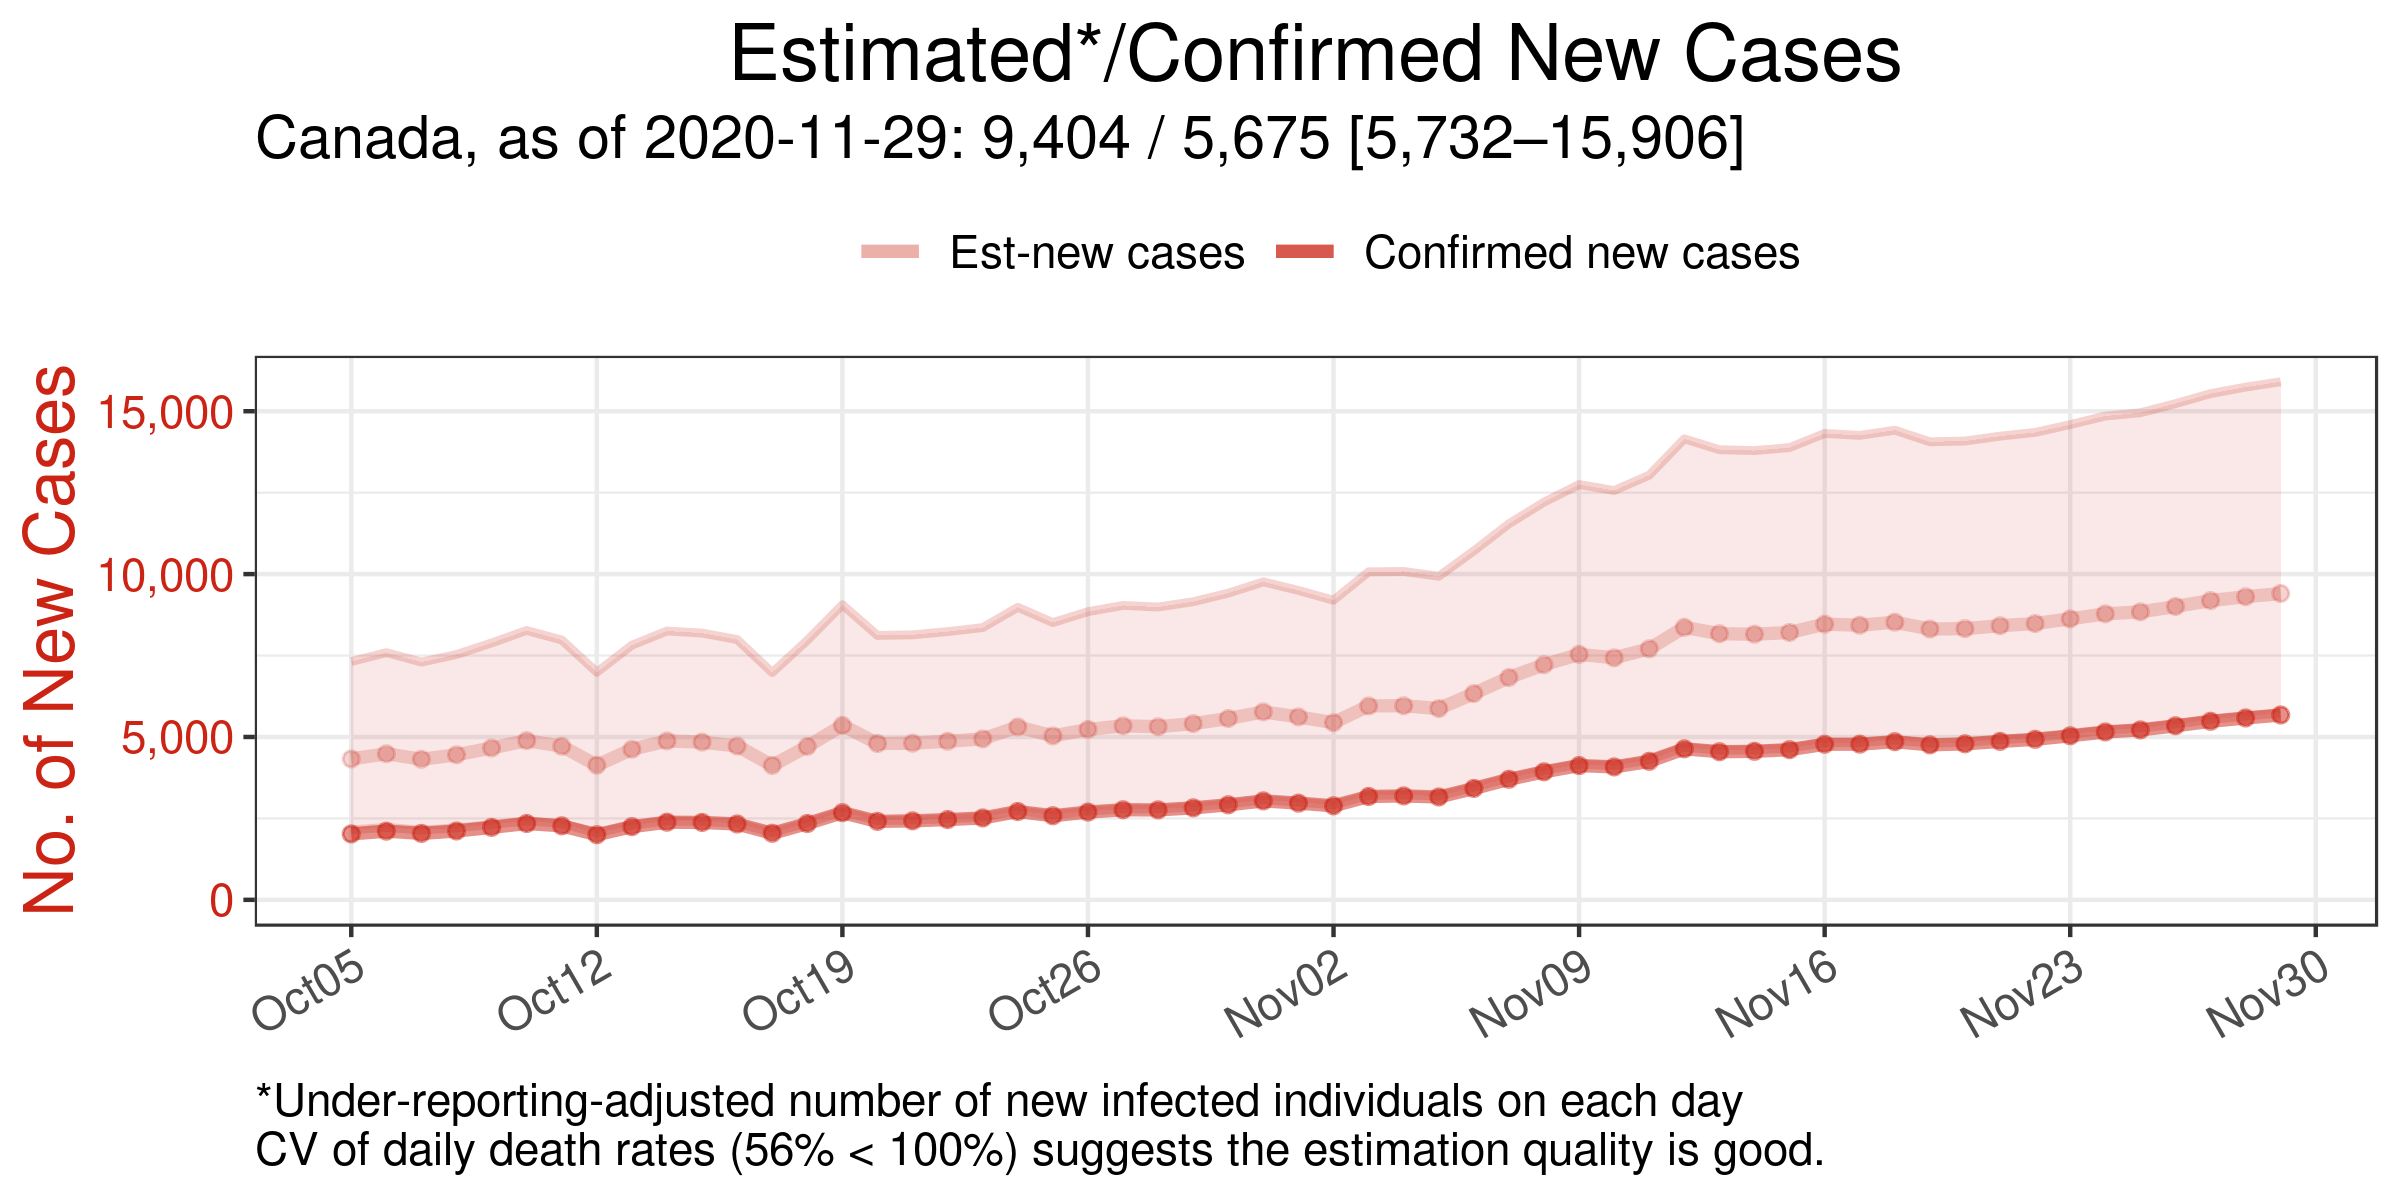 Estimated*/Confirmed New Cases
Canada, as of 2020-11-29: 9,404 / 5,675 [5,732–15,906]
Est-new cases Confirmed new cases
No. of New Cases
15,000
10,000
5,000
0
Oct05 Oct12 Oct19 Oct26 Nov02 Nov09 Nov16 Nov23 Nov30
*Under-reporting-adjusted number of new infected individuals on each day
CV of daily death rates (56% < 100%) suggests the estimation quality is good.